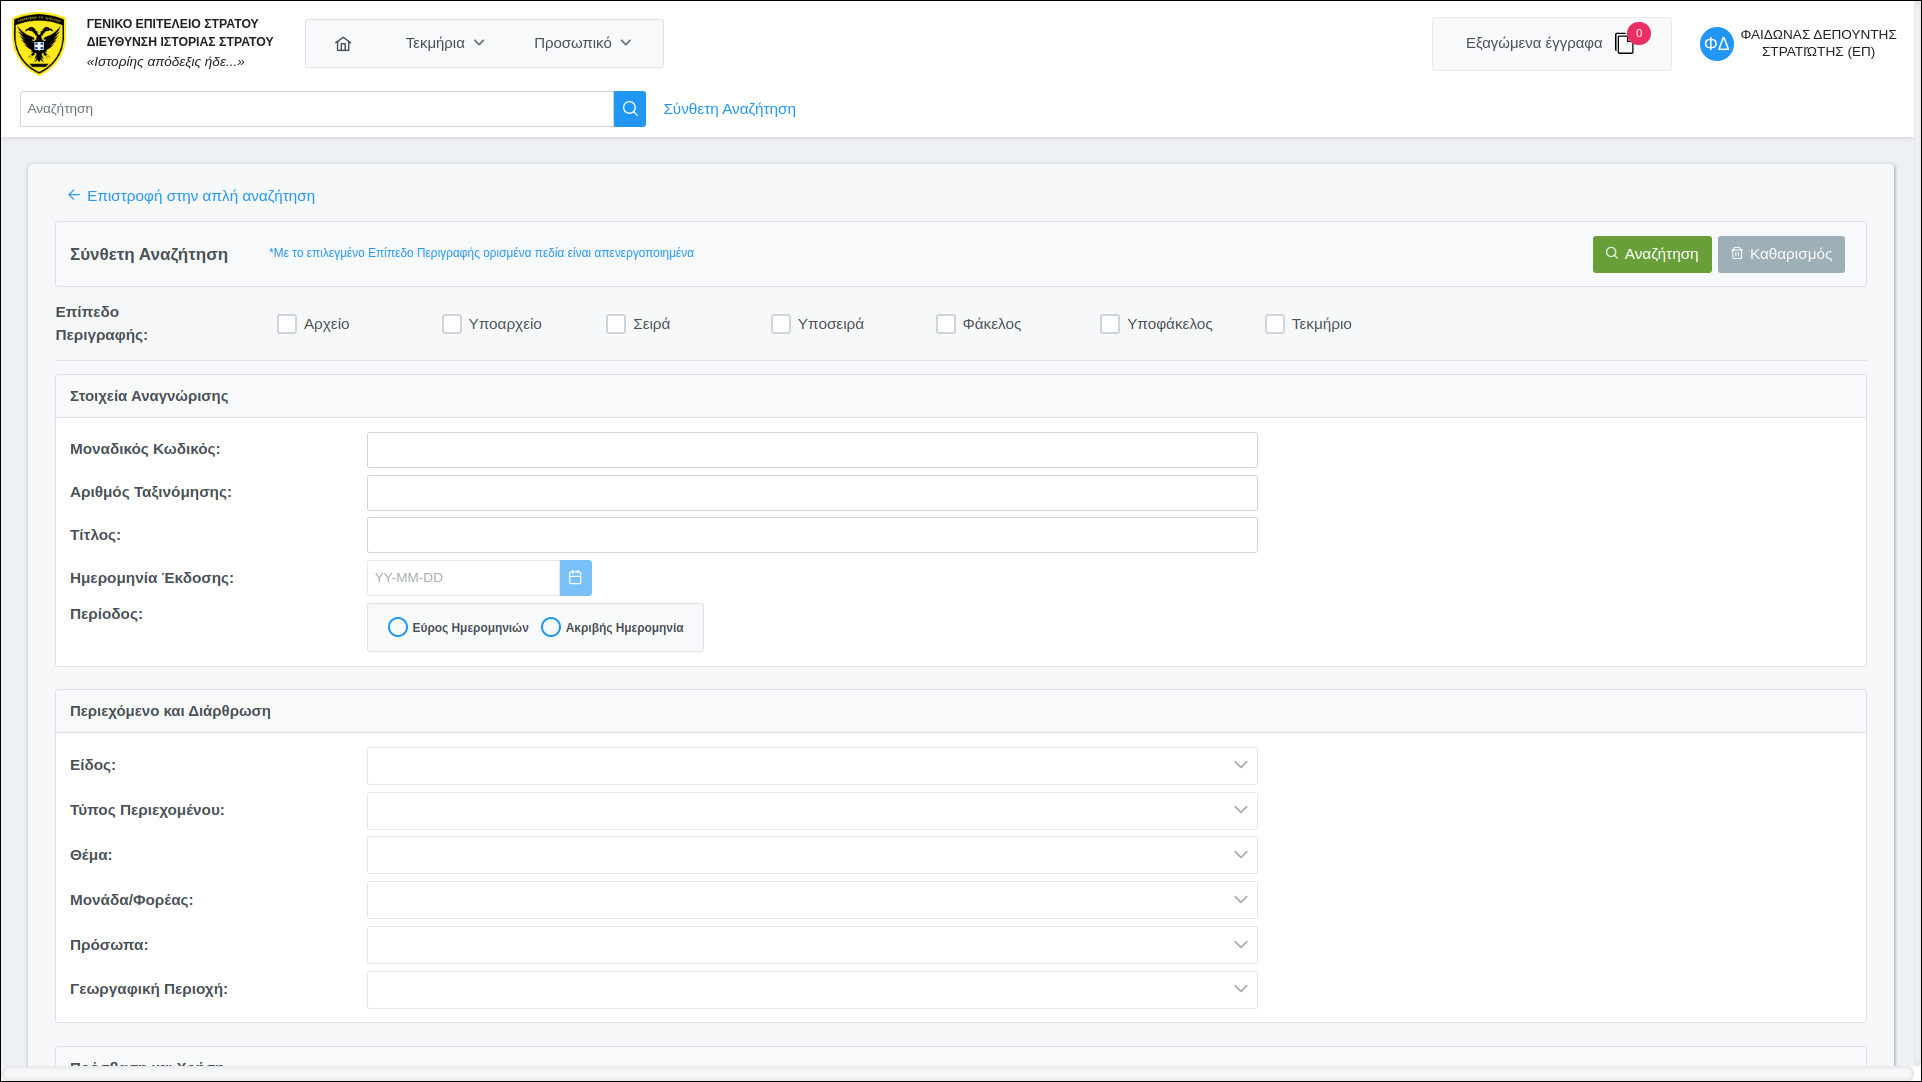 ΓΕΝΙΚΟ ΕΠΙΤΕΛΕΙΟ ΣΤΡΑΤΟΥ
ΔΙΕΥΘΥΝΣΗ ΙΣΤΟΡΙΑΣ ΣΤΡΑΤΟΥ
«Ιστορίης απόδεξις ήδε...»
Τεκμήρια
Προσωπικό
Εξαγώμενα έγγραφα
0
ΦΔ
ΦΑΙΔΩΝΑΣ ΔΕΠΟΥΝΤΗΣ
ΣΤΡΑΤΙΏΤΗΣ (ΕΠ)
Αναζήτηση
Σύνθετη Αναζήτηση
Επιστροφή στην απλή αναζήτηση
Σύνθετη Αναζήτηση
*Με το επιλεγμένο Επίπεδο Περιγραφής ορισμένα πεδία είναι απενεργοποιημένα
Αναζήτηση
Καθαρισμός
Επίπεδο
Περιγραφής:
Αρχείο
Υποαρχείο
Σειρά
Υποσειρά
Φάκελος
Υποφάκελος
Τεκμήριο
Στοιχεία Αναγνώρισης
Μοναδικός Κωδικός:
Αριθμός Ταξινόμησης:
Τίτλος:
Ημερομηνία Έκδοσης:
YY-MM-DD
Περίοδος:
Εύρος Ημερομηνιών
Ακριβής Ημερομηνία
Περιεχόμενο και Διάρθρωση
Είδος:
Τύπος Περιεχομένου:
Θέμα:
Μονάδα/Φορέας:
Πρόσωπα:
Γεωργαφική Περιοχή: